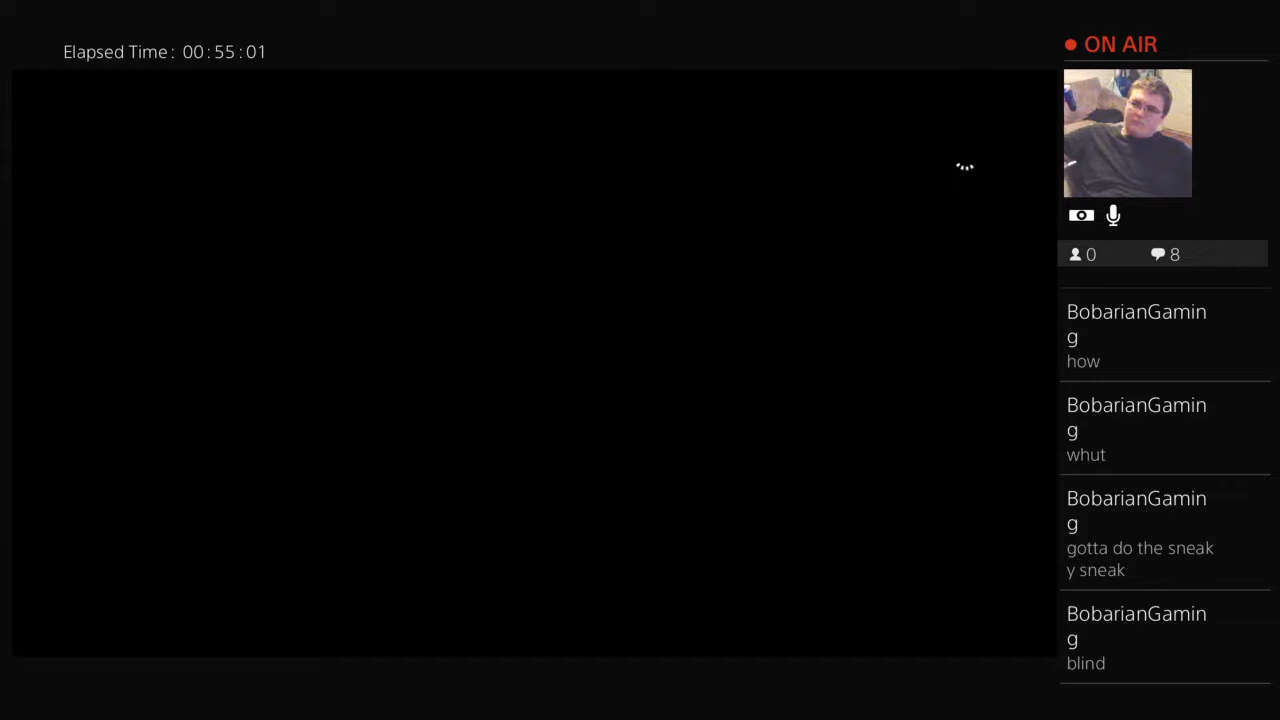 Elapsed Time: 00:55:01
ON AIR
0 8
BobarianGamin
g
how
BobarianGamin
g
whut
BobarianGamin
g
gotta do the sneak
y sneak
BobarianGamin
g
blind